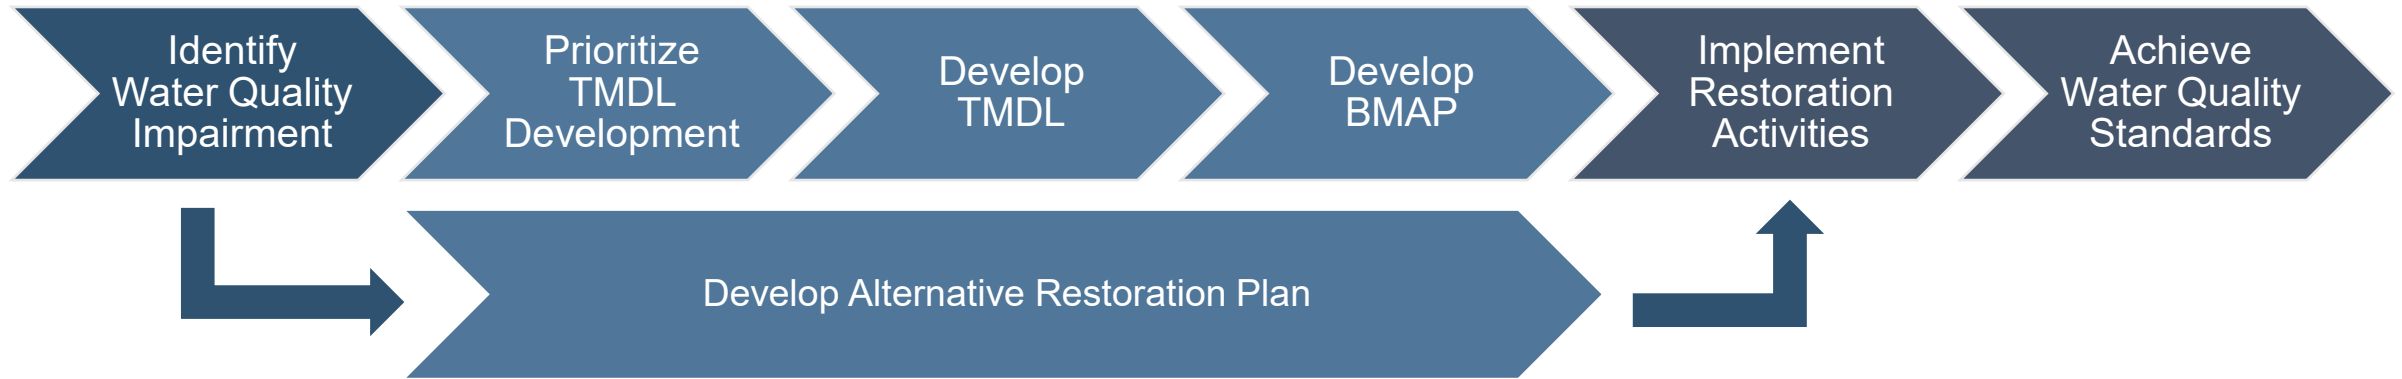 Identify
Water Quality
Impairment
Prioritize
TMDL
Development
Develop
TMDL
Develop
BMAP
Implement
Restoration
Activities
Achieve
Water Quality
Standards
Develop Alternative Restoration Plan